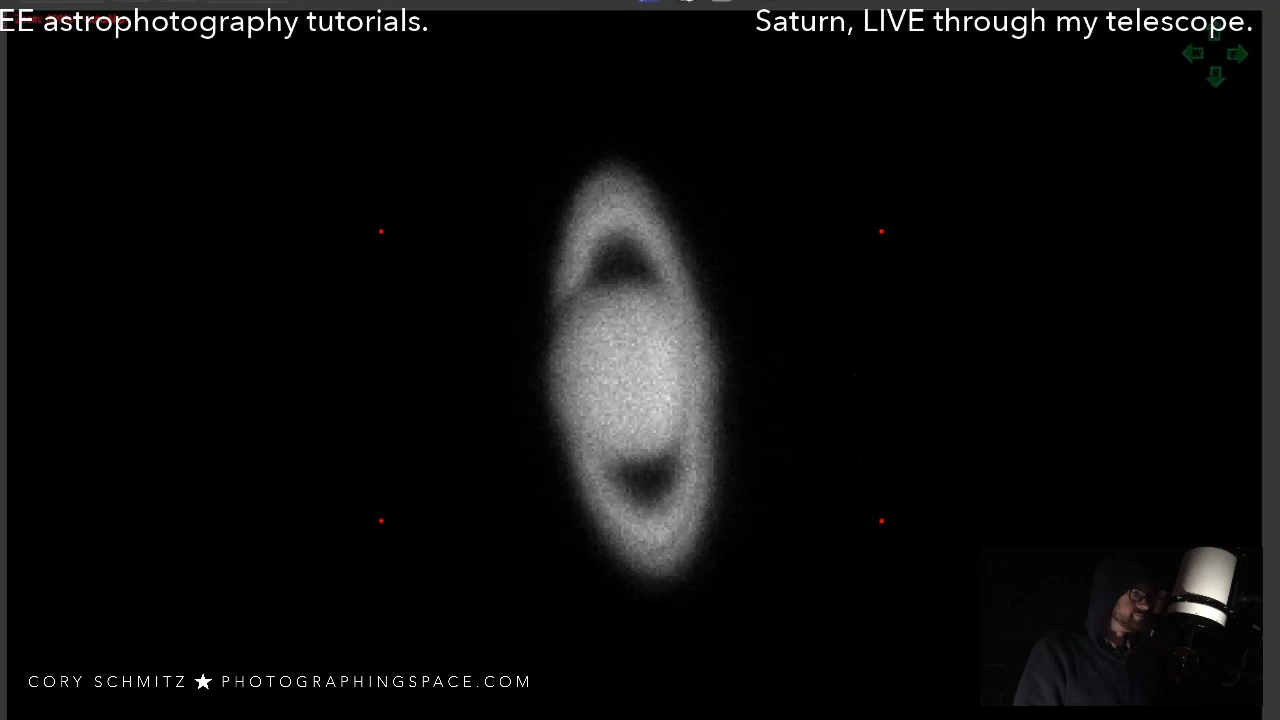 EE astrophotography tutorials. Saturn, LIVE through my telescope.
CORY SCHMITZ ★ PHOTOGRAPHINGSPACE.COM